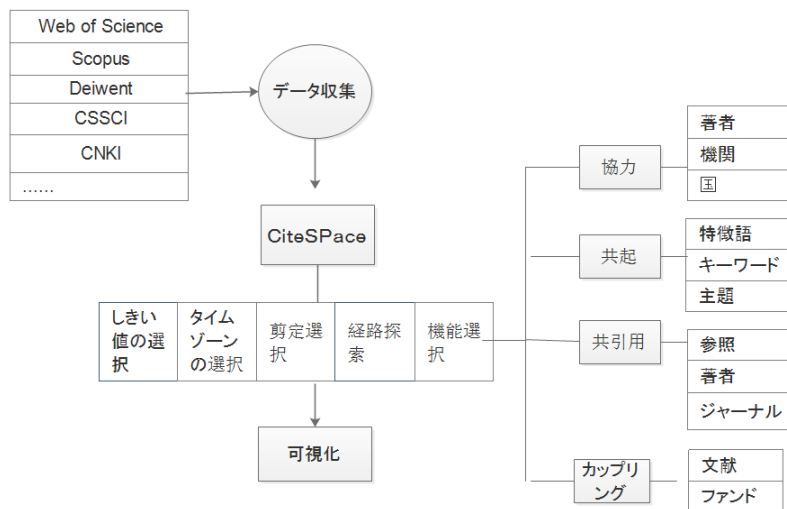 Web of Science
Scopus
Deiwent
CSSCI
CNKI
......
データ収集
CiteSPace
しきい
値の選
択
タイム
ゾーン
の選択
剪定選
択
経路探
索
機能選
択
可視化
協力
著者
機関
国
共起
特徴語
キーワード
主題
共引用
参照
著者
ジャーナル
カップリ
ング
文献
ファンド